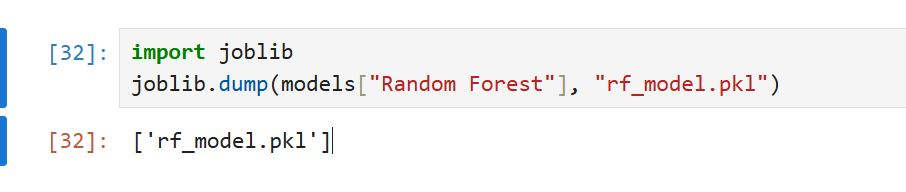 [32]: import joblib
joblib.dump(models["Random Forest"], "rf_model.pkl")
[32]: ['rf_model.pkl']